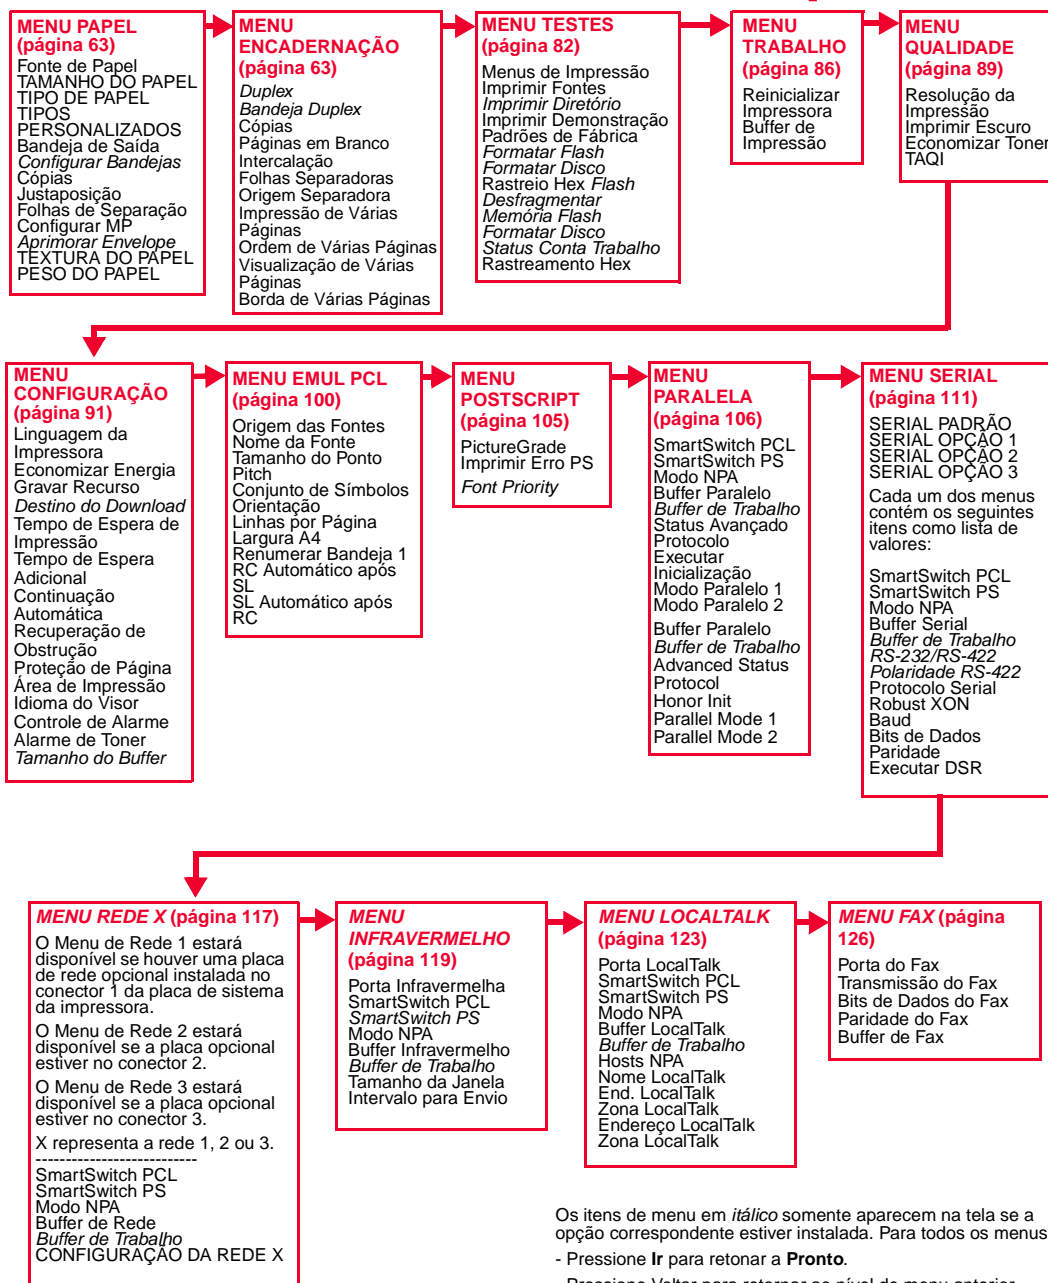 MENU PAPEL
(página 63)
Fonte de Papel
TAMANHO DO PAPEL
TIPO DE PAPEL
TIPOS
PERSONALIZADOS
Bandeja de Saída
Configurar Bandejas
Cópias
Justaposição
Folhas de Separação
Configurar MP
Aprimorar Envelope
TEXTURA DO PAPEL
PESO DO PAPEL
MENU
ENCADERNAÇÃO
(página 63)
Duplex
Bandeja Duplex
Cópias
Páginas em Branco
Intercalação
Folhas Separadoras
Origem Separadora
Impressão de Várias
Páginas
Ordem de Várias Páginas
Visualização de Várias
Páginas
Borda de Várias Páginas
MENU TESTES
(página 82)
Menus de Impressão
Imprimir Fontes
Imprimir Diretório
Imprimir Demonstração
Padrões de Fábrica
Formatar Flash
Formatar Disco
Rastreio Hex Flash
Desfragmentar
Memória Flash
Formatar Disco
Status Conta Trabalho
Rastreamento Hex
MENU
TRABALHO
(página 86)
Reinicializar
Impressora
Buffer de
Impressão
MENU
QUALIDADE
(página 89)
Resolução da
Impressão
Imprimir Escuro
Economizar Toner
TAQI
MENU
CONFIGURAÇÃO
(página 91)
Linguagem da
Impressora
Economizar Energia
Gravar Recurso
Destino do Download
Tempo de Espera de
Impressão
Tempo de Espera
Adicional
Continuação
Automática
Recuperação de
Obstrução
Proteção de Página
Área de Impressão
Idioma do Visor
Controle de Alarme
Alarme de Toner
Tamanho do Buffer
MENU EMUL PCL
(página 100)
Origem das Fontes
Nome da Fonte
Tamanho do Ponto
Pitch
Conjunto de Símbolos
Orientação
Linhas por Página
Largura A4
Renumerar Bandeja 1
RC Automático após
SL
SL Automático após
RC
MENU
POSTSCRIPT
(página 105)
PictureGrade
Imprimir Erro PS
Font Priority
MENU
PARALELA
(página 106)
SmartSwitch PCL
SmartSwitch PS
Modo NPA
Buffer Paralelo
Buffer de Trabalho
Status Avançado
Protocolo
Executar
Inicialização
Modo Paralelo 1
Modo Paralelo 2
Buffer Paralelo
Buffer de Trabalho
Advanced Status
Protocol
Honor Init
Parallel Mode 1
Parallel Mode 2
MENU SERIAL
(página 111)
SERIAL PADRÃO
SERIAL OPÇÃO 1
SERIAL OPÇÃO 2
SERIAL OPÇÃO 3
Cada um dos menus
contém os seguintes
itens como lista de
valores:
SmartSwitch PCL
SmartSwitch PS
Modo NPA
Buffer Serial
Buffer de Trabalho
RS-232/RS-422
Polaridade RS-422
Protocolo Serial
Robust XON
Baud
Bits de Dados
Paridade
Executar DSR
MENU REDE X (página 117)
O Menu de Rede 1 estará
disponível se houver uma placa
de rede opcional instalada no
conector 1 da placa de sistema
da impressora.
O Menu de Rede 2 estará
disponível se a placa opcional
estiver no conector 2.
O Menu de Rede 3 estará
disponível se a placa opcional
estiver no conector 3.
X representa a rede 1, 2 ou 3.
---------------------------
SmartSwitch PCL
SmartSwitch PS
Modo NPA
Buffer de Rede
Buffer de Trabalho
CONFIGURAÇÃO DA REDE X
MENU
INFRAVERMELHO
(página 119)
Porta Infravermelha
SmartSwitch PCL
SmartSwitch PS
Modo NPA
Buffer Infravermelho
Buffer de Trabalho
Tamanho da Janela
Intervalo para Envio
MENU LOCALTALK
(página 123)
Porta LocalTalk
SmartSwitch PCL
SmartSwitch PS
Modo NPA
Buffer LocalTalk
Buffer de Trabalho
Hosts NPA
Nome LocalTalk
End. LocalTalk
Zona LocalTalk
Endereço LocalTalk
Zona LocalTalk
MENU FAX (página
126)
Porta do Fax
Transmissão do Fax
Bits de Dados do Fax
Paridade do Fax
Buffer de Fax
Os itens de menu em itálico somente aparecem na tela se a
opção correspondente estiver instalada. Para todos os menus
- Pressione Ir para retonar a Pronto.
- Pressione Voltar para retornar ao nível de menu anterior